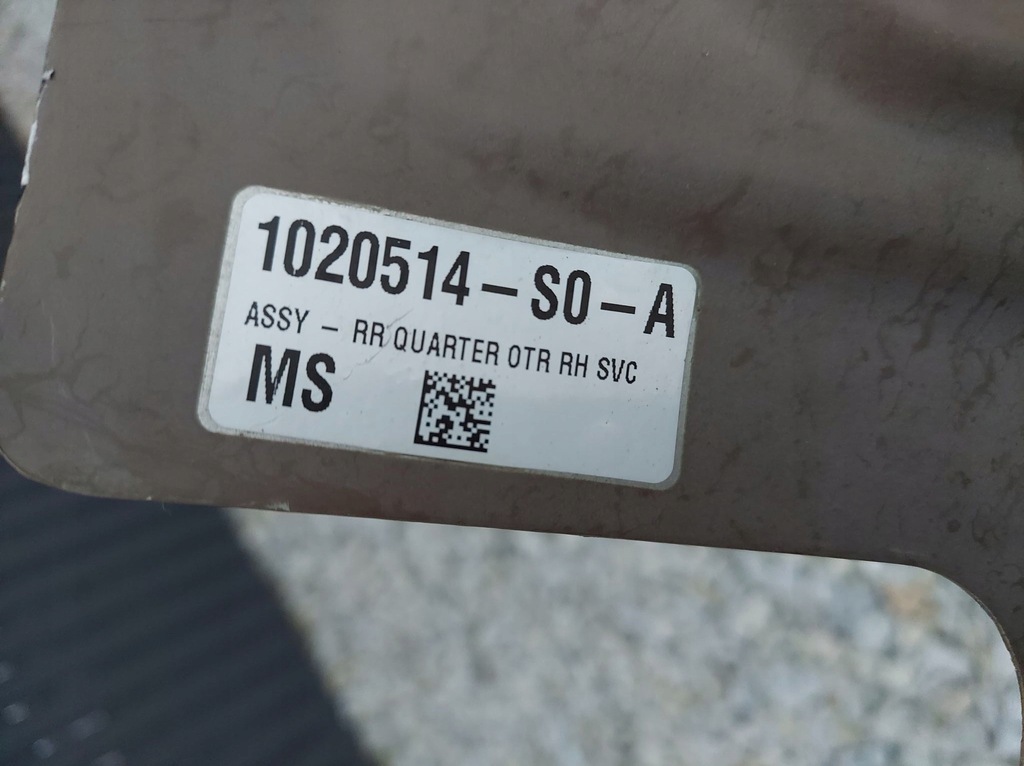 1020514-S0-A
ASSY - RR QUARTER OTR RH SVC
MS